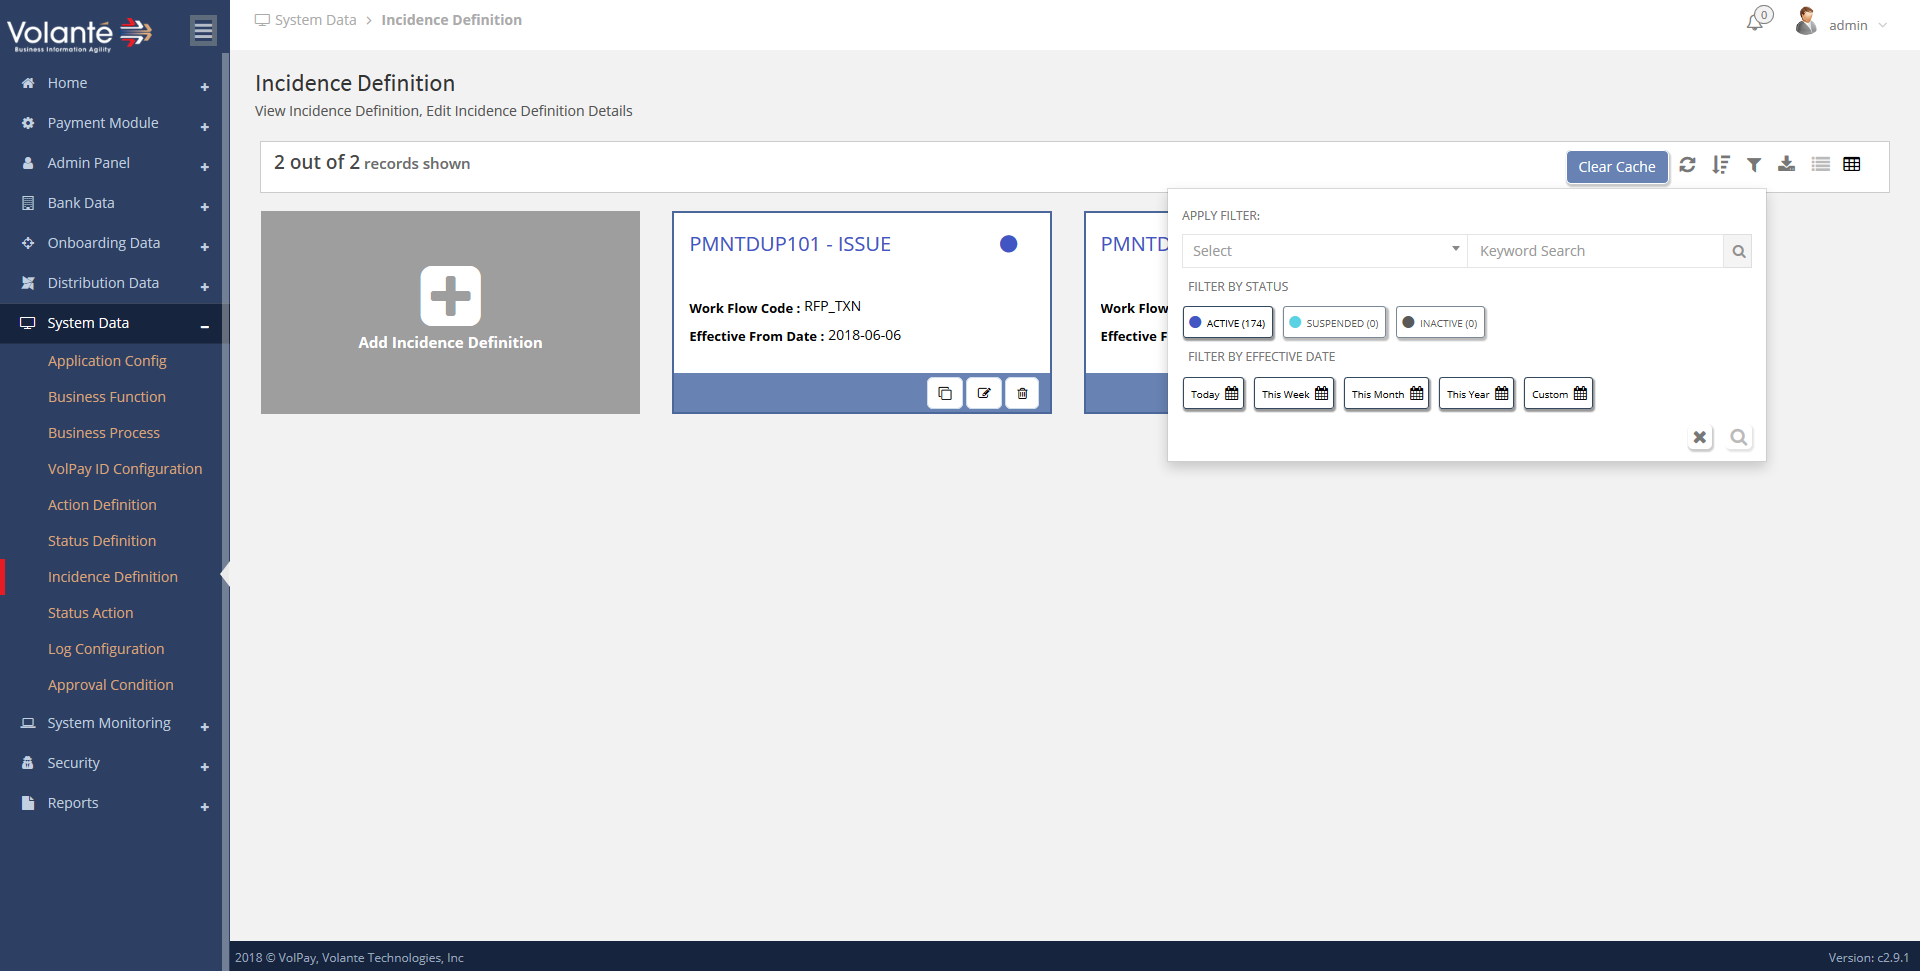 Volanté
Business Information Agility
System Data > Incidence Definition
0
admin
Home
Payment Module
Admin Panel
Bank Data
Onboarding Data
Distribution Data
System Data
Application Config
Business Function
Business Process
VolPay ID Configuration
Action Definition
Status Definition
Incidence Definition
Status Action
Log Configuration
Approval Condition
System Monitoring
Security
Reports
Incidence Definition
View Incidence Definition, Edit Incidence Definition Details
2 out of 2 records shown
Clear Cache
Add Incidence Definition
PMNTDUP101 - ISSUE
Work Flow Code : RFP_TXN
Effective From Date : 2018-06-06
PMNTD
Work Flow
Effective F
APPLY FILTER:
Select
Keyword Search
FILTER BY STATUS
ACTIVE (174)
SUSPENDED (0)
INACTIVE (0)
FILTER BY EFFECTIVE DATE
Today
This Week
This Month
This Year
Custom
2018 © VolPay, Volante Technologies, Inc
Version: c2.9.1